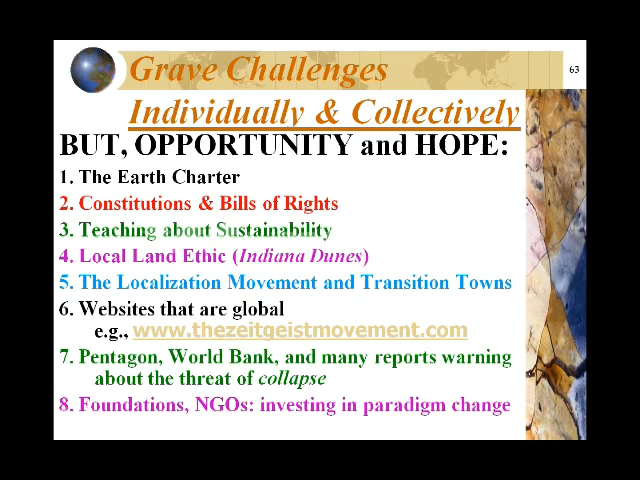 Grave Challenges
63
Individually & Collectively
BUT, OPPORTUNITY and HOPE:
1. The Earth Charter
2. Constitutions & Bills of Rights
3. Teaching about Sustainability
4. Local Land Ethic (Indiana Dunes)
5. The Localization Movement and Transition Towns
6. Websites that are global
e.g., www.thezeitgeistmovement.com
7. Pentagon, World Bank, and many reports warning
about the threat of collapse
8. Foundations, NGOs: investing in paradigm change